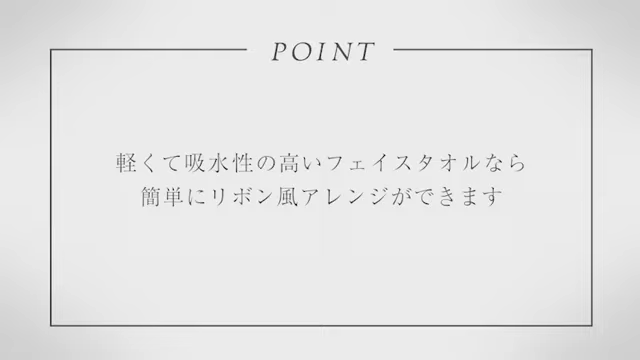 POINT
軽くて吸水性の高いフェイスタオルなら
簡単にリボン風アレンジができます